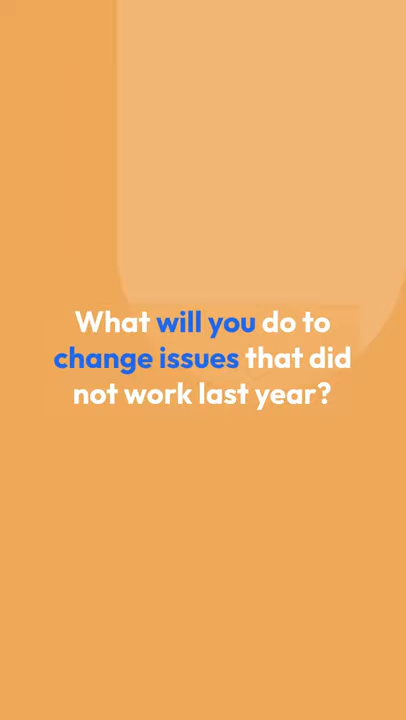 What will you do to
change issues that did
not work last year?